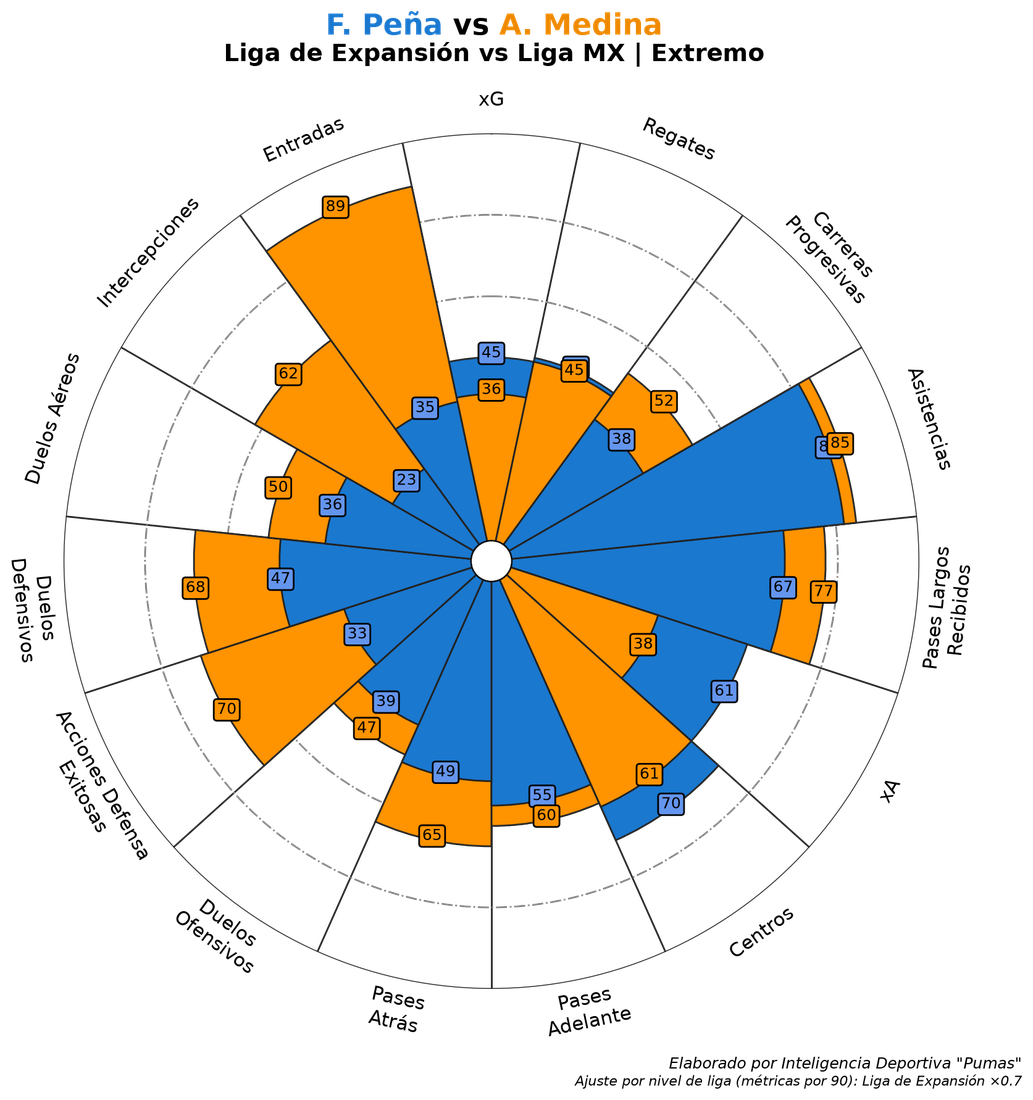 F. Peña vs A. Medina
Liga de Expansión vs Liga MX | Extremo
xG
Regates
Carreras
Progresivas
Asistencias
Pases Largos
Recibidos
xA
Centros
Pases
Adelante
Pases
Atrás
Duelos
Ofensivos
Acciones Defensa
Exitosas
Duelos
Defensivos
Duelos Aéreos
Intercepciones
Entradas
45
36
45
52
38
85
67
77
38
61
61
70
55
60
49
65
39
47
33
70
47
68
36
50
23
62
35
89
Elaborado por Inteligencia Deportiva "Pumas"
Ajuste por nivel de liga (métricas por 90): Liga de Expansión ×0.7